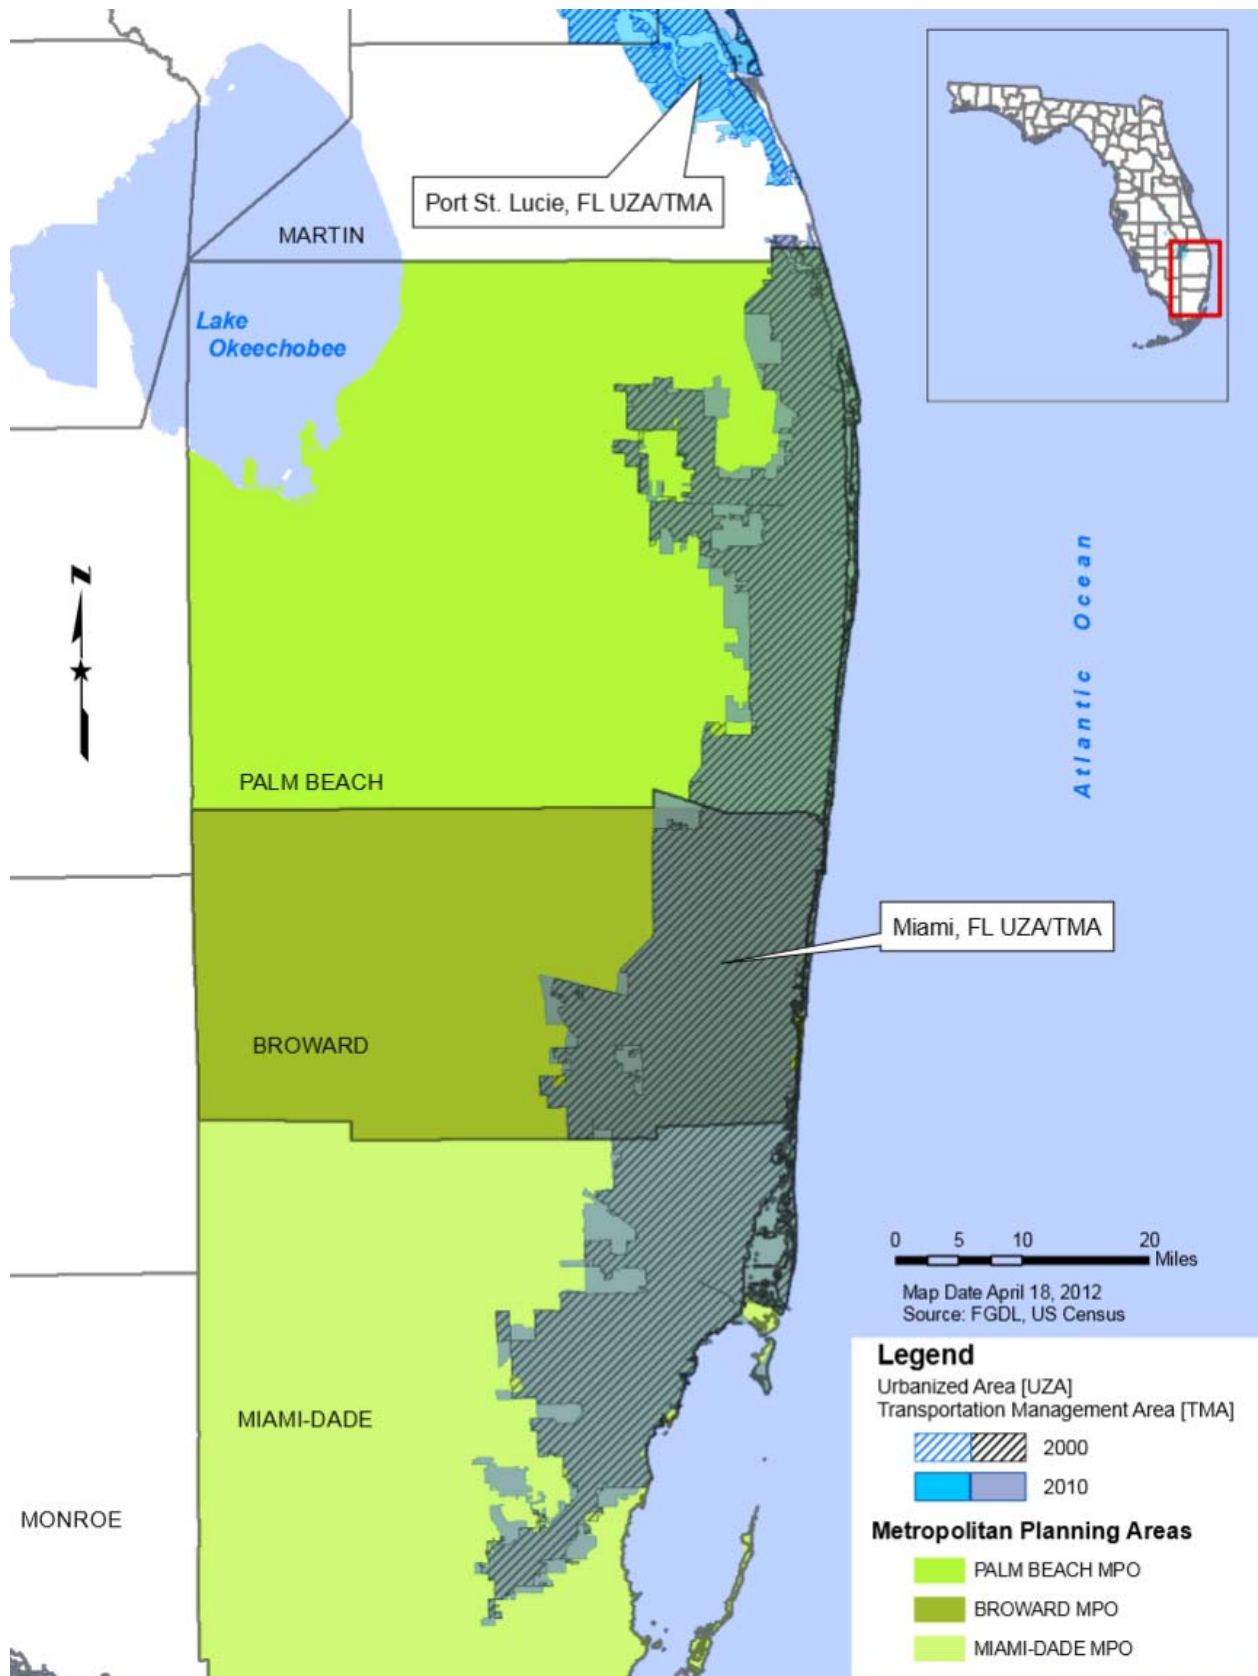 Port St. Lucie, FL UZA/TMA
MARTIN
Lake
Okeechobee
N
Atlantic Ocean
PALM BEACH
Miami, FL UZA/TMA
BROWARD
0 5 10 20
Miles
Map Date April 18, 2012
Source: FGDL, US Census
MIAMI-DADE
MONROE
Legend
Urbanized Area [UZA]
Transportation Management Area [TMA]
2000
2010
Metropolitan Planning Areas
PALM BEACH MPO
BROWARD MPO
MIAMI-DADE MPO